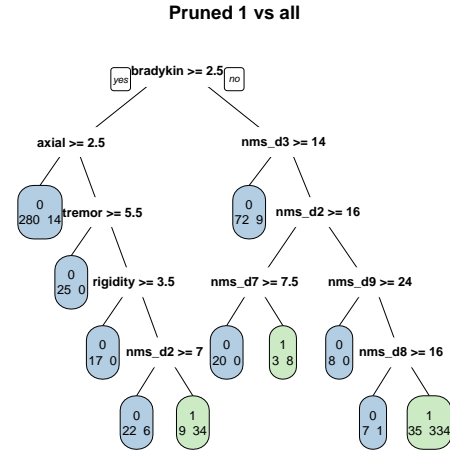 Pruned 1 vs all
yes bradykin >= 2.5 no
axial >= 2.5 nms_d3 >= 14
0 0
280 14 tremor >= 5.5 72 9 nms_d2 >= 16
0
25 0 rigidity >= 3.5 nms_d7 >= 7.5 nms_d9 >= 24
0 0 1 0
17 0 nms_d2 >= 7 20 0 3 8 8 0 nms_d8 >= 16
0 1 0 1
22 6 9 34 7 1 35 334